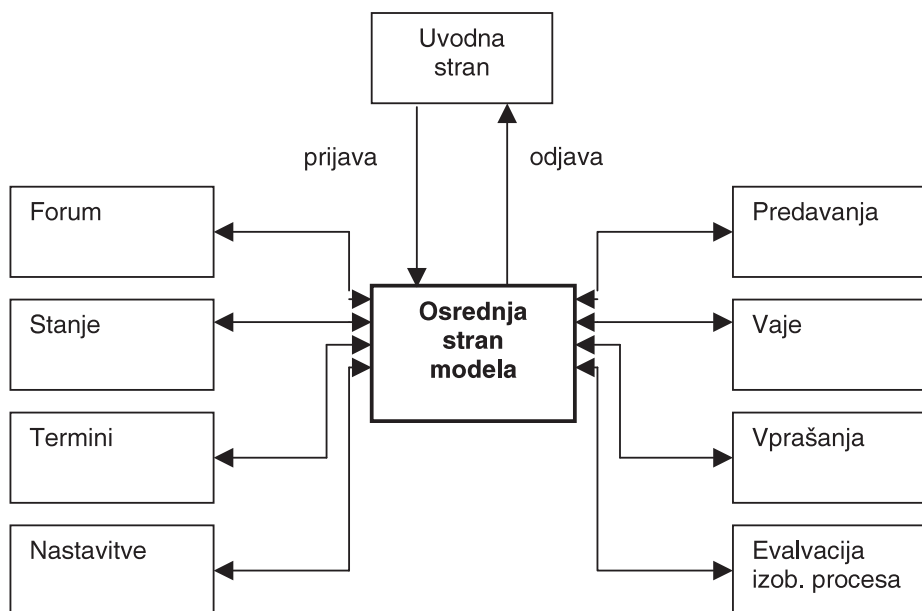 Uvodna
stran
prijava
odjava
Forum
Predavanja
Osrednja
stran
modela
Stanje
Vaje
Termini
Vprašanja
Nastavitve
Evalvacija
izob. procesa